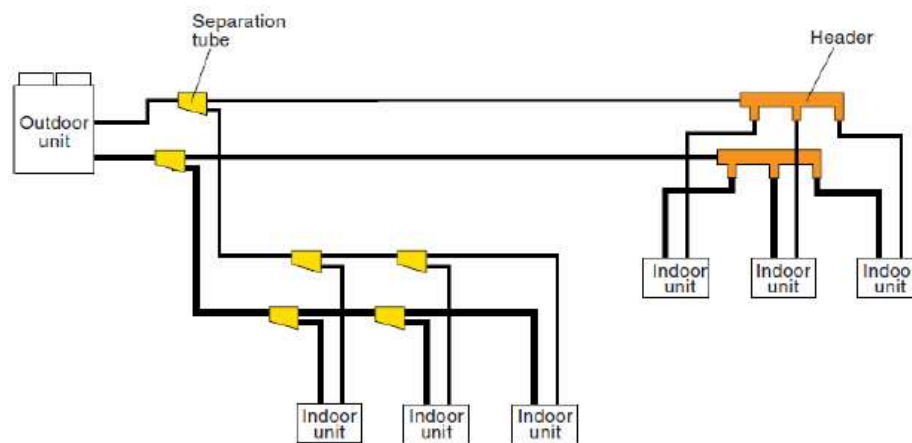 Separation
tube
Header
Outdoor
unit
Indoor
unit
Indoor
unit
Indoor
unit
Indoor
unit
Indoor
unit
Indoor
unit